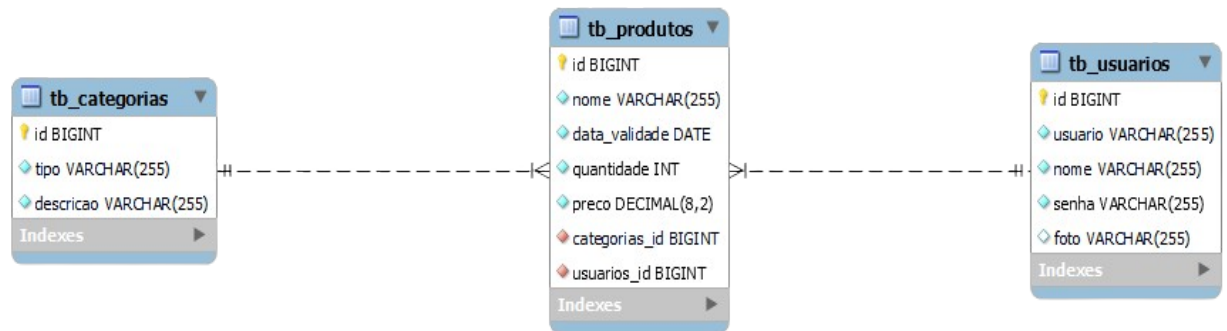 tb_categorias
id BIGINT
tipo VARCHAR(255)
descricao VARCHAR(255)
Indexes
tb_produtos
id BIGINT
nome VARCHAR(255)
data_validade DATE
quantidade INT
preco DECIMAL(8,2)
categorias_id BIGINT
usuarios_id BIGINT
Indexes
tb_usuarios
id BIGINT
usuario VARCHAR(255)
nome VARCHAR(255)
senha VARCHAR(255)
foto VARCHAR(255)
Indexes